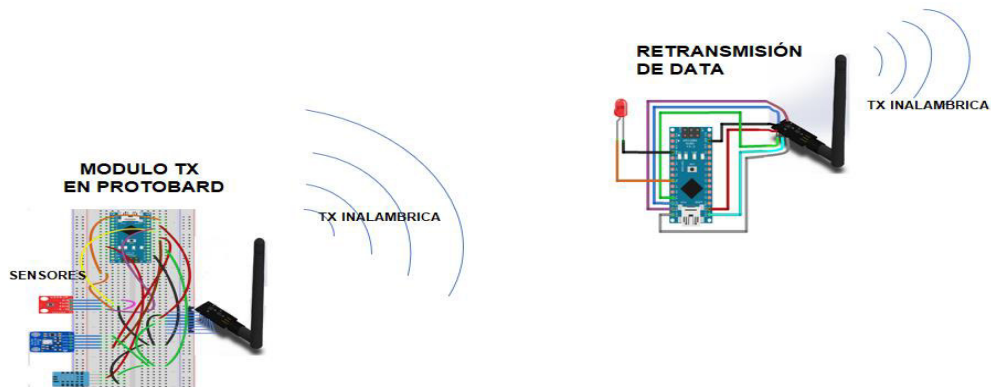 RETRANSMISIÓN
DE DATA
TX INALAMBRICA
MODULO TX
EN PROTOBARD
TX INALAMBRICA
SENSORES